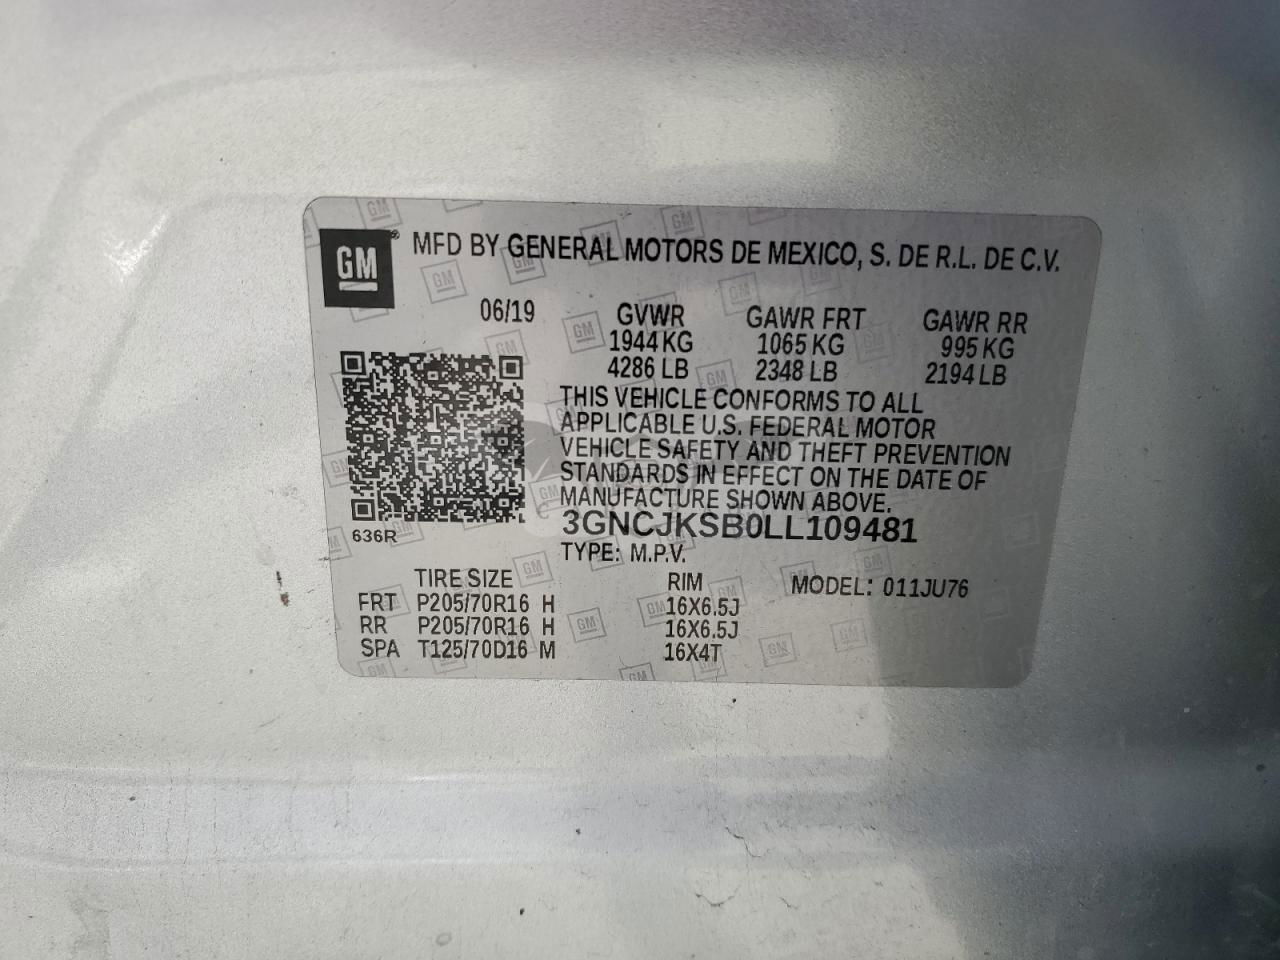 GM® MFD BY GENERAL MOTORS DE MEXICO, S. DE R.L. DE C.V.
06/19 GVWR GAWR FRT GAWR RR
1944 KG 1065 KG 995 KG
4286 LB 2348 LB 2194 LB
THIS VEHICLE CONFORMS TO ALL
APPLICABLE U.S. FEDERAL MOTOR
VEHICLE SAFETY AND THEFT PREVENTION
STANDARDS IN EFFECT ON THE DATE OF
MANUFACTURE SHOWN ABOVE.
3GNCJKSB0LL109481
636R
TYPE: M.P.V.
TIRE SIZE RIM MODEL: 011JU76
FRT P205/70R16 H 16X6.5J
RR P205/70R16 H 16X6.5J
SPA T125/70D16 M 16X4T